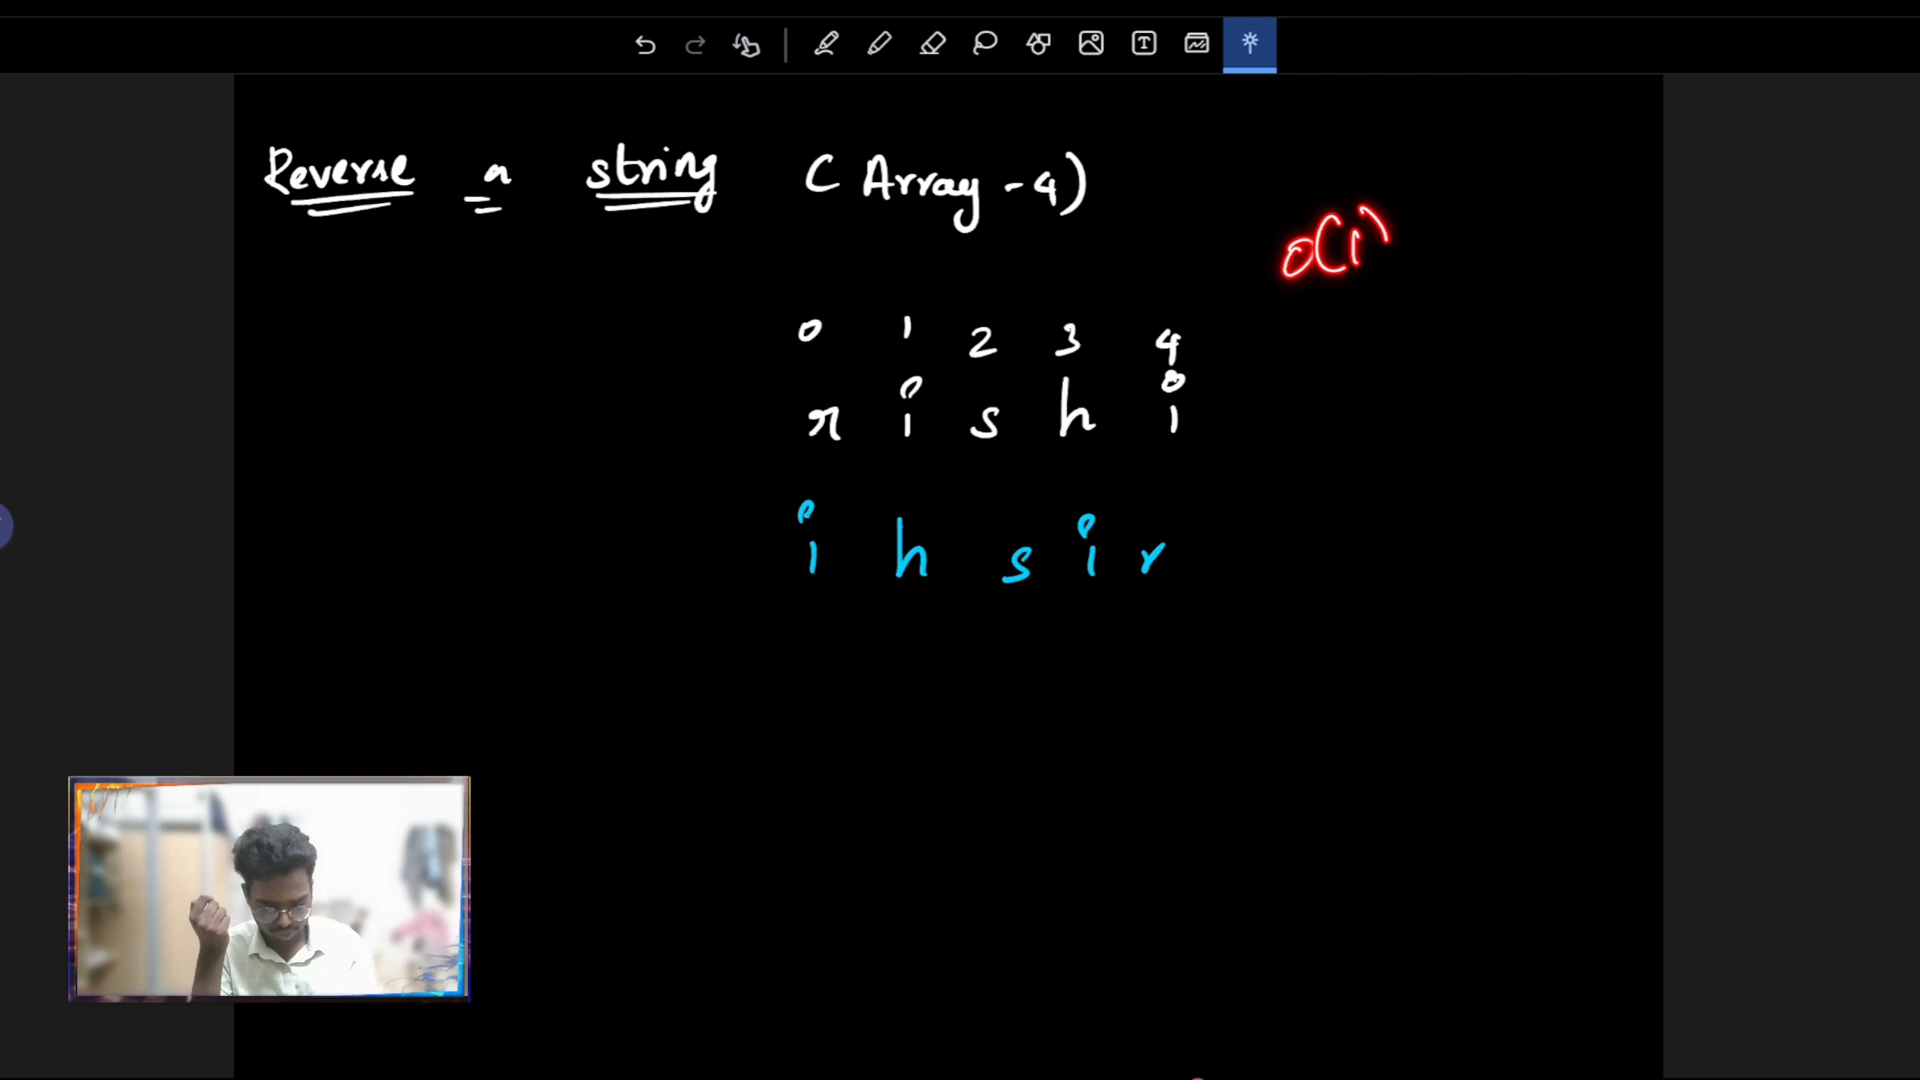 Reverse a string (Array - 4)
O(1)
0 1 2 3 4
r i s h i
i h s i r